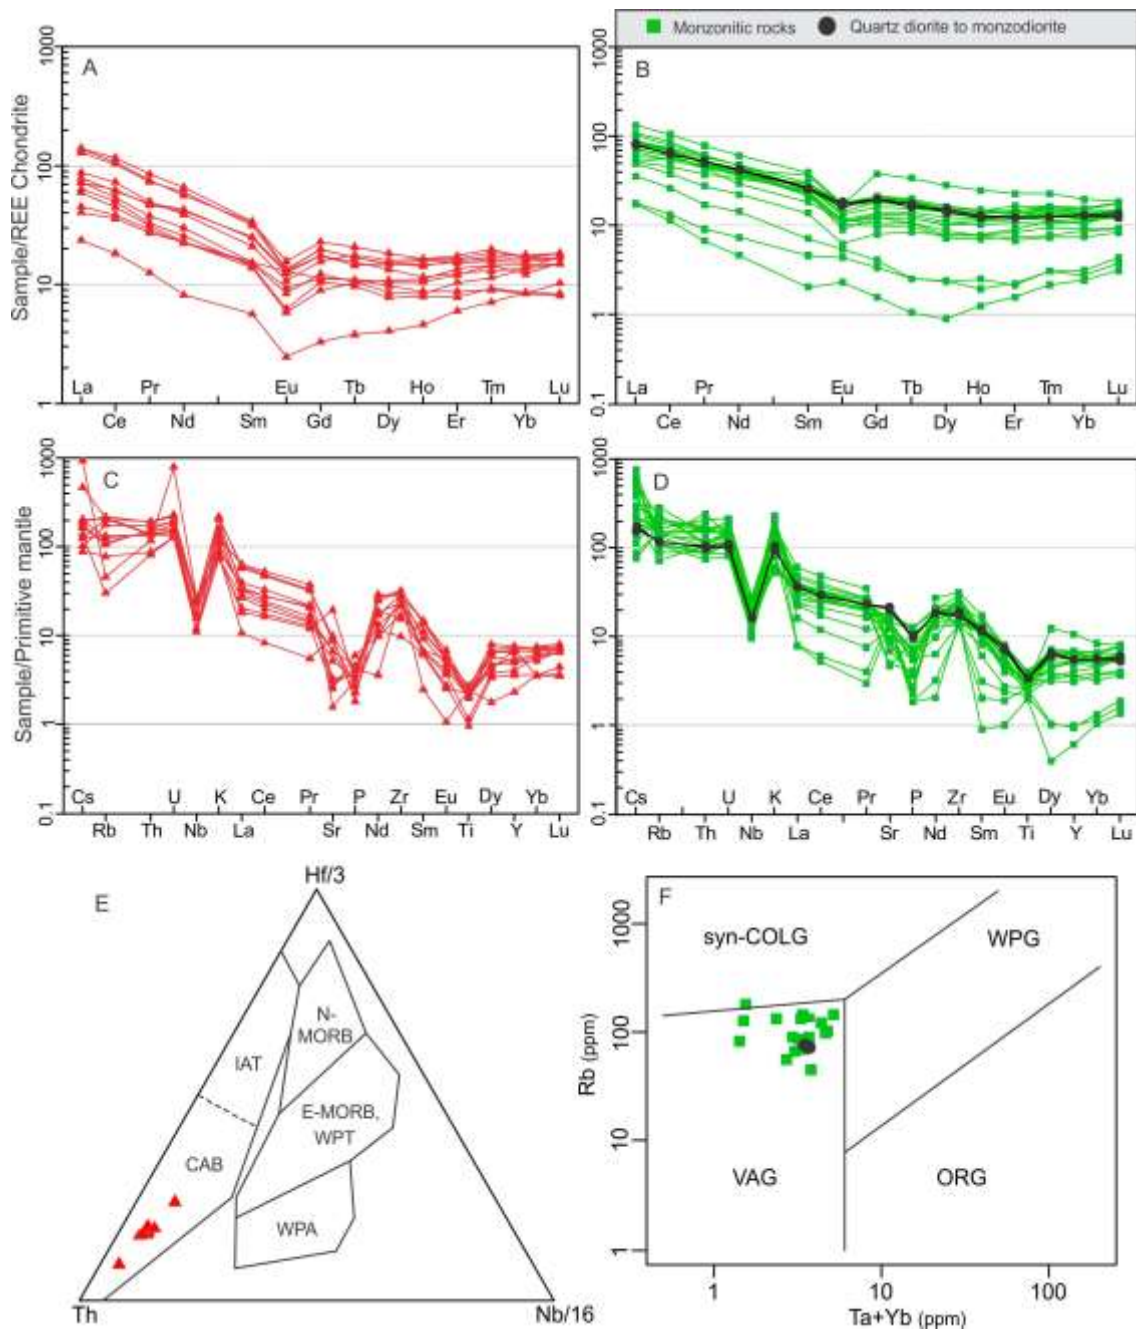 Monzonitic rocks Quartz diorite to monzodiorite
A
Sample/REE Chondrite
1000
100
10
1
La Pr Eu Tb Ho Tm Lu
Ce Nd Sm Gd Dy Er Yb
B
1000
100
10
1
0.1
La Pr Eu Tb Ho Tm Lu
Ce Nd Sm Gd Dy Er Yb
C
Sample/Primitive mantle
1000
100
10
1
0.1
Cs U K Ce Pr P Zr Eu Dy Yb
Rb Th Nb La Sr Nd Sm Ti Y Lu
D
1000
100
10
1
0.1
Cs U K Ce Pr P Zr Eu Dy Yb
Rb Th Nb La Sr Nd Sm Ti Y Lu
E
Hf/3
N-
MORB
IAT
E-MORB,
WPT
CAB
WPA
Th Nb/16
F
syn-COLG WPG
VAG ORG
Rb (ppm)
1000
100
10
1
1 10 100
Ta+Yb (ppm)